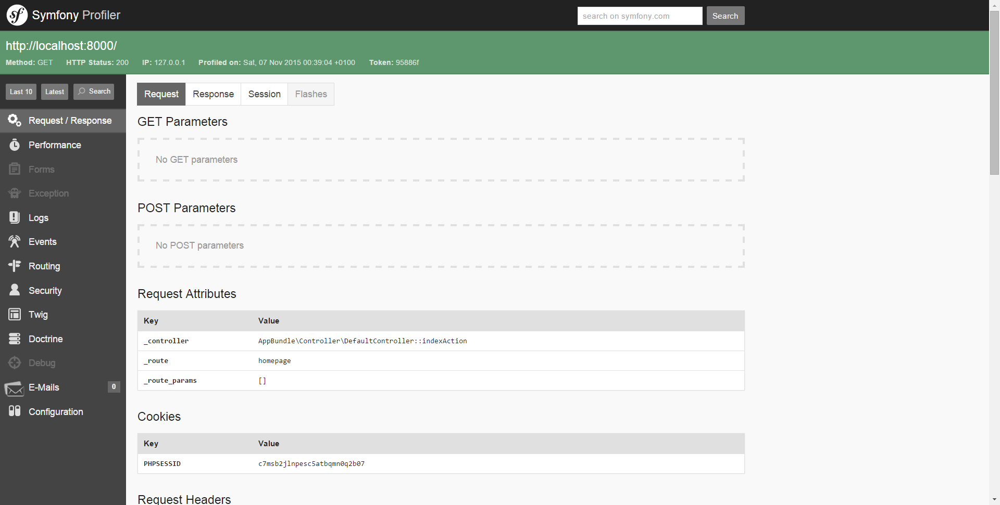 sf Symfony Profiler
search on symfony.com Search
http://localhost:8000/
Method: GET HTTP Status: 200 IP: 127.0.0.1 Profiled on: Sat, 07 Nov 2015 00:39:04 +0100 Token: 95886f
Last 10 Latest Search
Request / Response
Performance
Forms
Exception
Logs
Events
Routing
Security
Twig
Doctrine
Debug
E-Mails 0
Configuration
Request Response Session Flashes
GET Parameters
No GET parameters
POST Parameters
No POST parameters
Request Attributes
Key Value
_controller AppBundle\Controller\DefaultController::indexAction
_route homepage
_route_params []
Cookies
Key Value
PHPSESSID c7msb2jlnpesc5atbqmn0q2b07
Request Headers